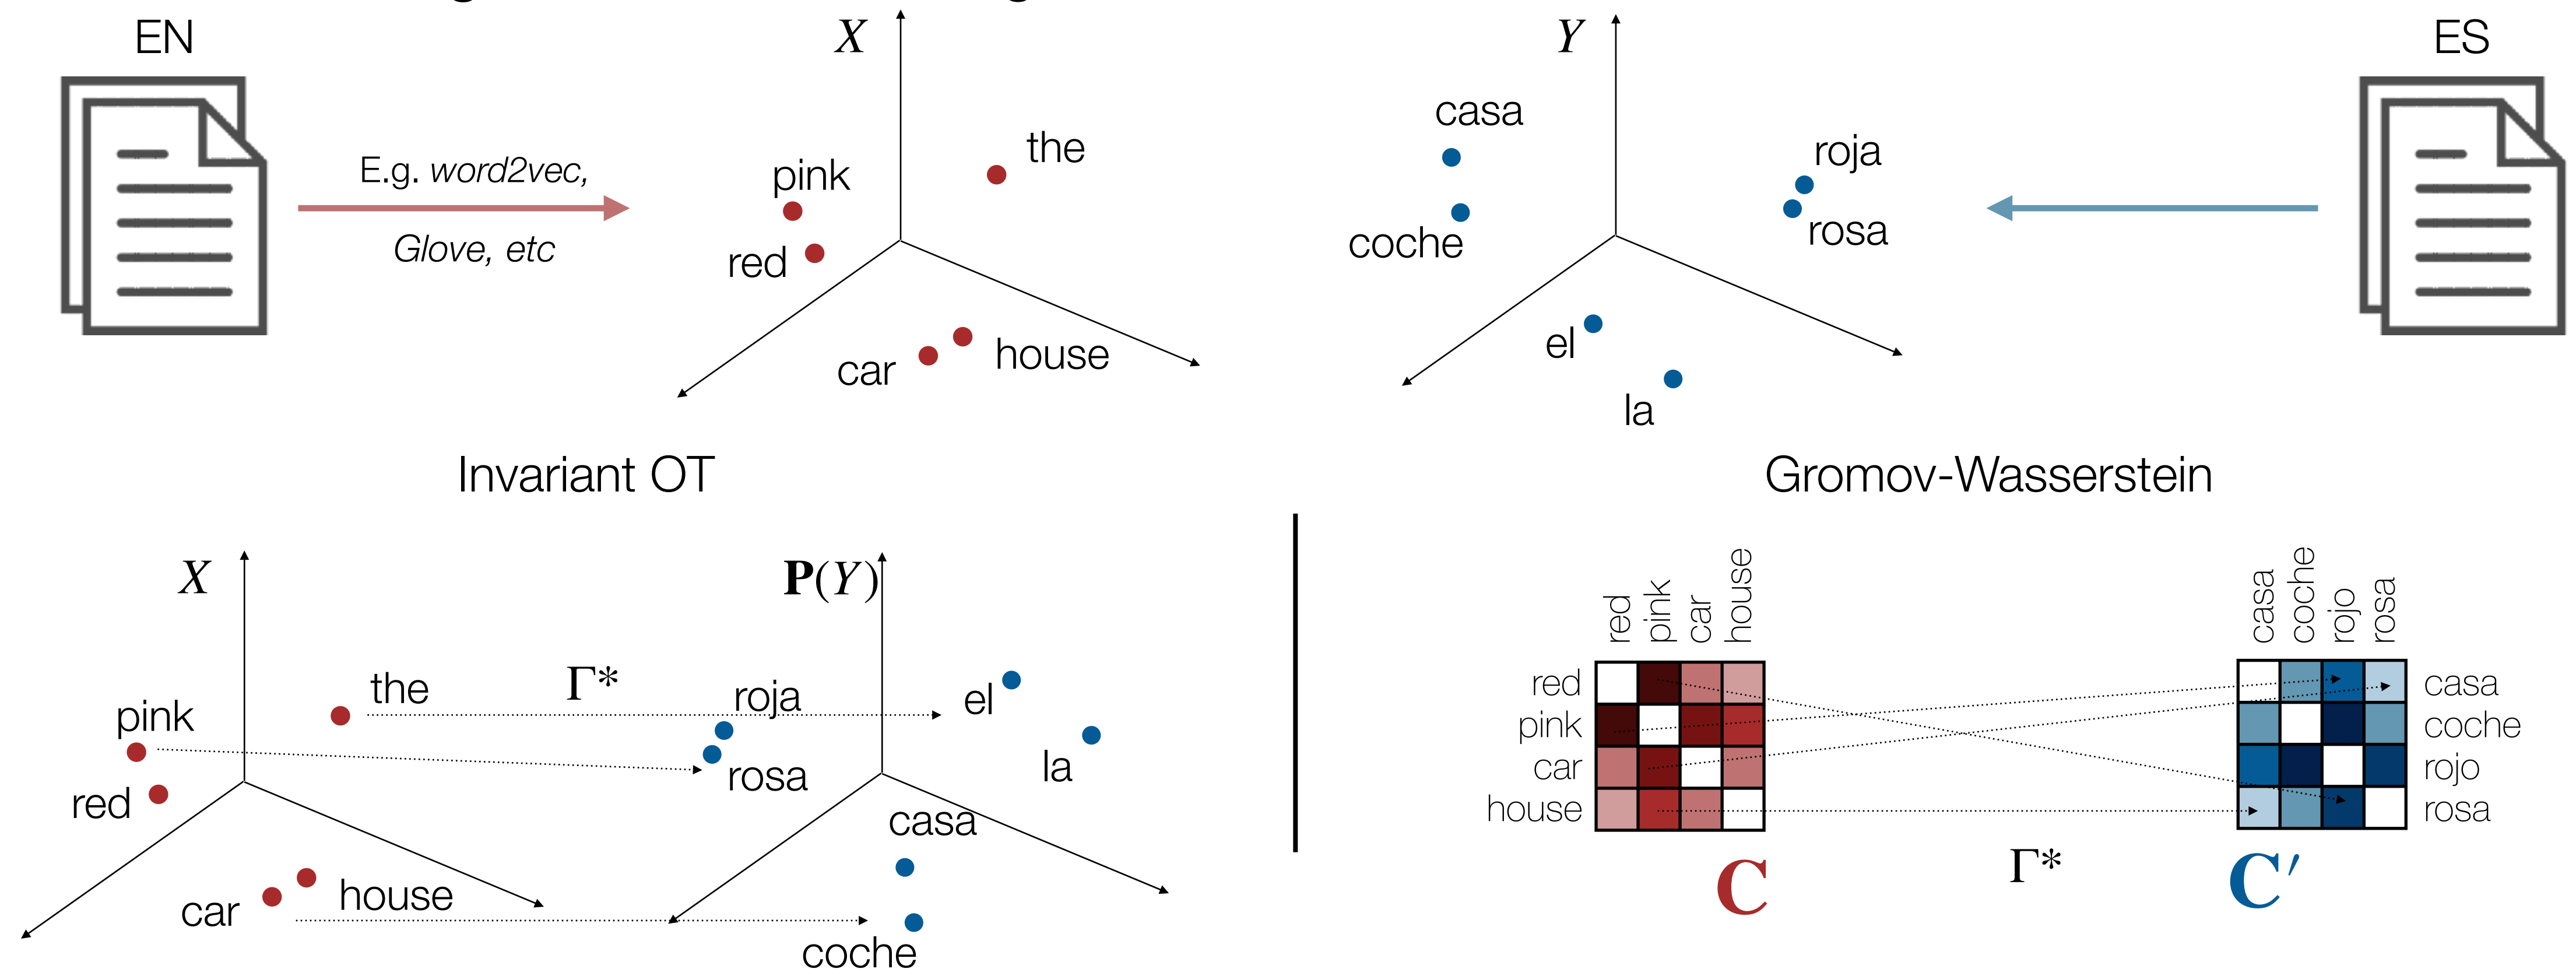 EN
X
Y
ES
E.g. word2vec,
Glove, etc
pink
the
red
car
house
casa
coche
roja
rosa
el
la
Invariant OT
Gromov-Wasserstein
X
P(Y)
the
Γ*
pink
red
car
house
roja
rosa
el
la
casa
coche
red
pink
car
house
red
pink
car
house
C
Γ*
casa
coche
rojo
rosa
casa
coche
rojo
rosa
C′